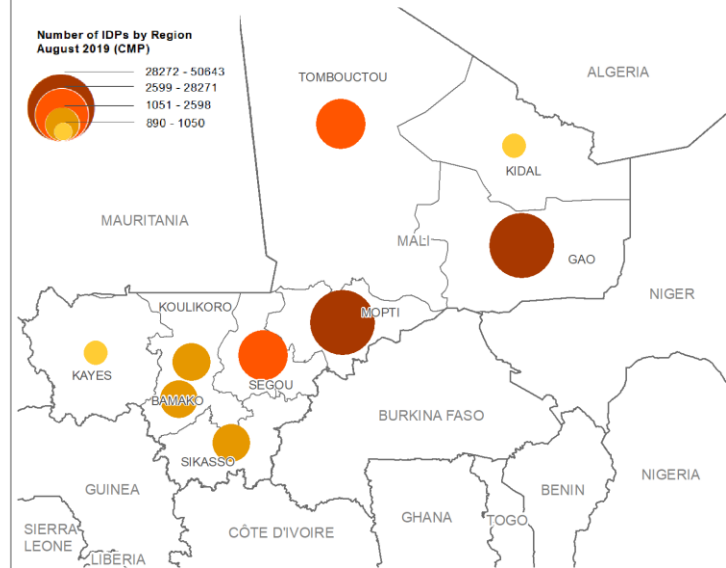 Number of IDPs by Region
August 2019 (CMP)
28272 - 50643
2599 - 28271
1051 - 2598
890 - 1050
TOMBOUCTOU
ALGERIA
KIDAL
MAURITANIA
MALI
GAO
NIGER
KOULIKORO
MOPTI
KAYES
SEGOU
BAMAKO
BURKINA FASO
SIKASSO
NIGERIA
GUINEA
BENIN
GHANA
TOGO
SIERRA
LEONE
CÔTE D'IVOIRE
LIBERIA